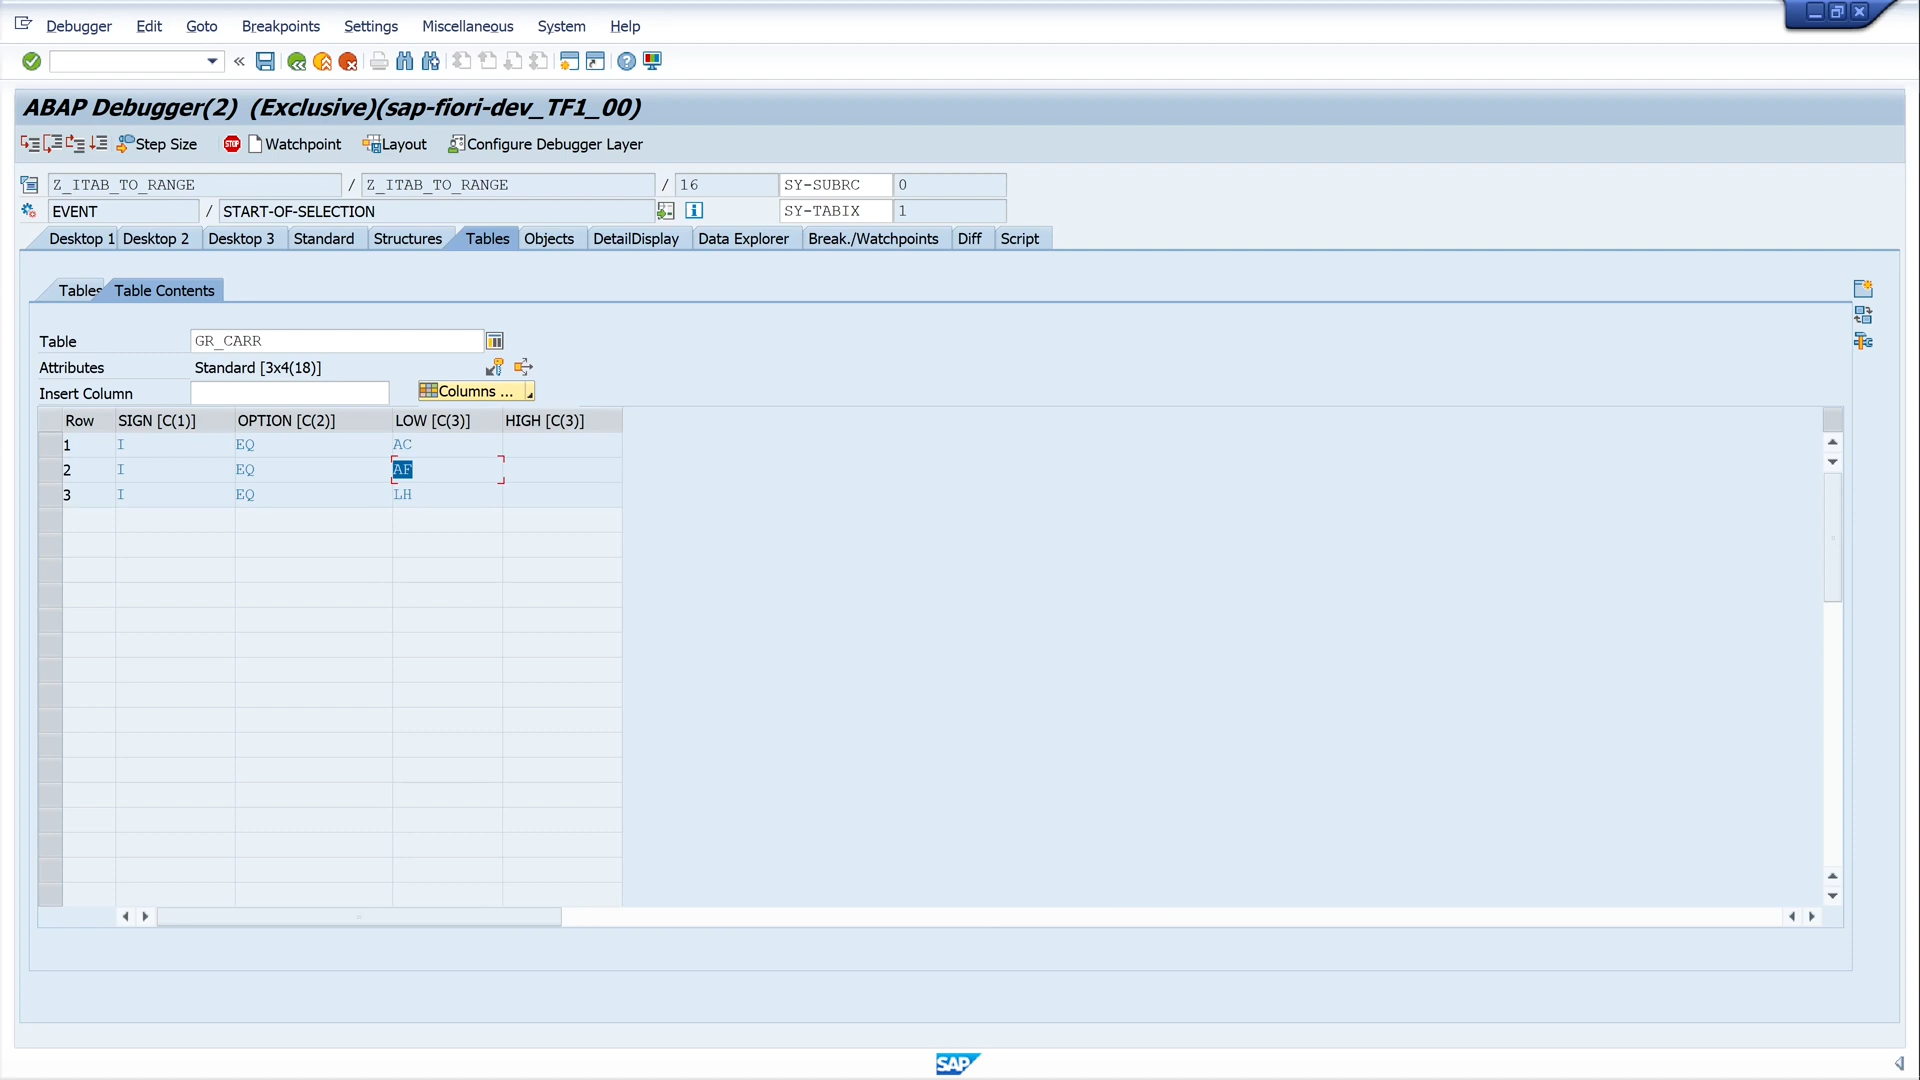 Debugger Edit Goto Breakpoints Settings Miscellaneous System Help
ABAP Debugger(2) (Exclusive)(sap-fiori-dev_TF1_00)
Step Size STOP Watchpoint Layout Configure Debugger Layer
Z_ITAB_TO_RANGE / Z_ITAB_TO_RANGE / 16 SY-SUBRC 0
EVENT / START-OF-SELECTION SY-TABIX 1
Desktop 1 Desktop 2 Desktop 3 Standard Structures Tables Objects DetailDisplay Data Explorer Break./Watchpoints Diff Script
Tables Table Contents
Table GR_CARR
Attributes Standard [3x4(18)]
Insert Column Columns ...
Row SIGN [C(1)] OPTION [C(2)] LOW [C(3)] HIGH [C(3)]
1 I EQ AC
2 I EQ AF
3 I EQ LH
SAP